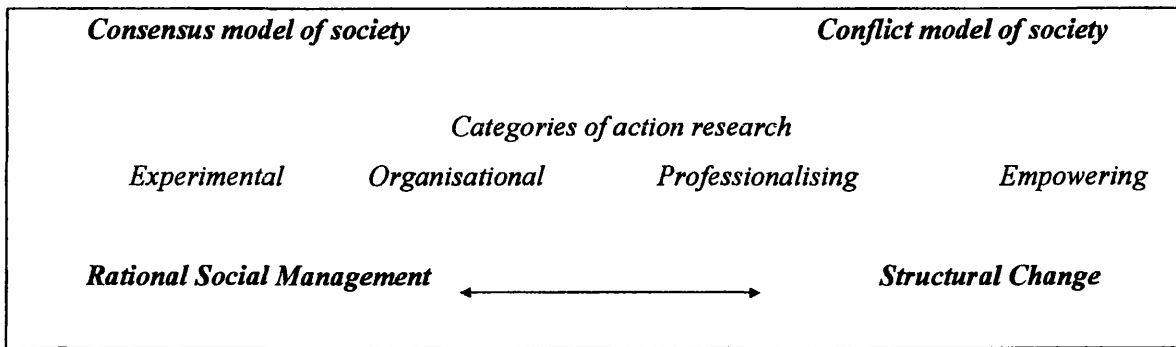 Consensus model of society Conflict model of society
Categories of action research
Experimental Organisational Professionalising Empowering
Rational Social Management Structural Change